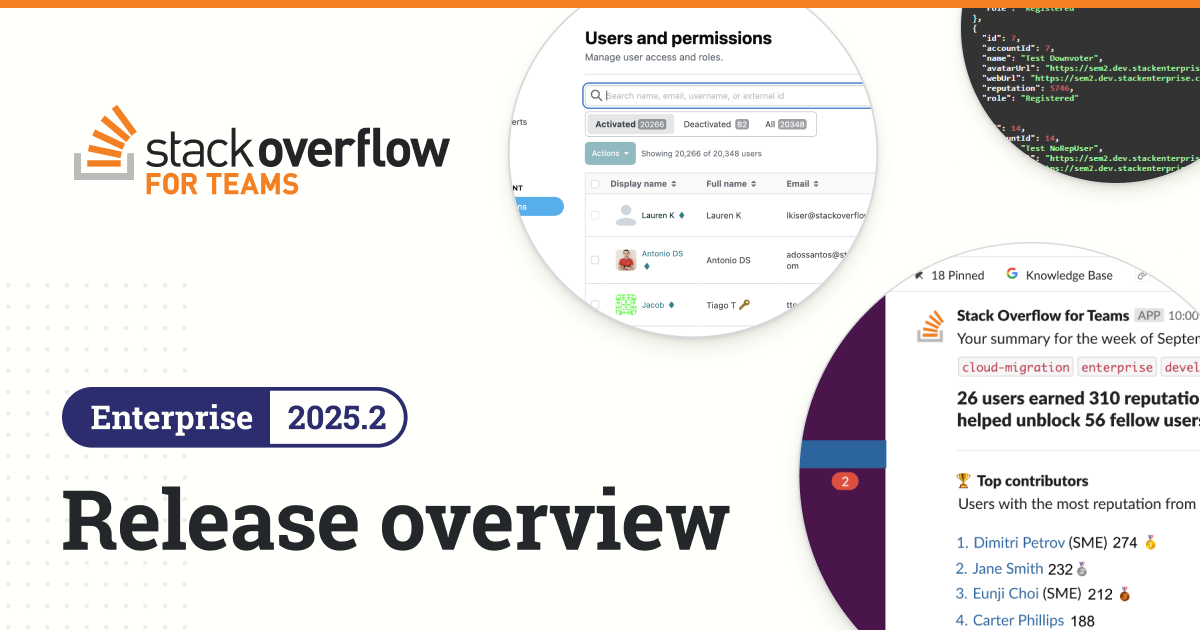 stack overflow
FOR TEAMS
Enterprise 2025.2
Release overview
Users and permissions
Manage user access and roles.
Search name, email, username, or external id
Activated 20266 Deactivated 82 All 20348
Actions Showing 20,266 of 20,348 users
Display name Full name Email
Lauren K Lauren K lkiser@stackoverflo
Antonio DS Antonio DS adossantos@st
om
Jacob Tiago T
erts
NT
ns
"role": "Registered"
},
{
"id": 7,
"accountId": 7,
"name": "Test Downvoter",
"avatarUrl": "https://sem2.dev.stackenterpris
"webUrl": "https://sem2.dev.stackenterprise.c
"reputation": 5746,
"role": "Registered"
: 14,
ntId": 14,
"Test NoRepUser",
"https://sem2.dev.stackenterpris
ps://sem2.dev.stackenterpris
18 Pinned Knowledge Base
Stack Overflow for Teams APP 10:00
Your summary for the week of Septem
cloud-migration enterprise devel
26 users earned 310 reputatio
helped unblock 56 fellow users
2
Top contributors
Users with the most reputation from
1. Dimitri Petrov (SME) 274
2. Jane Smith 232
3. Eunji Choi (SME) 212
4. Carter Phillips 188